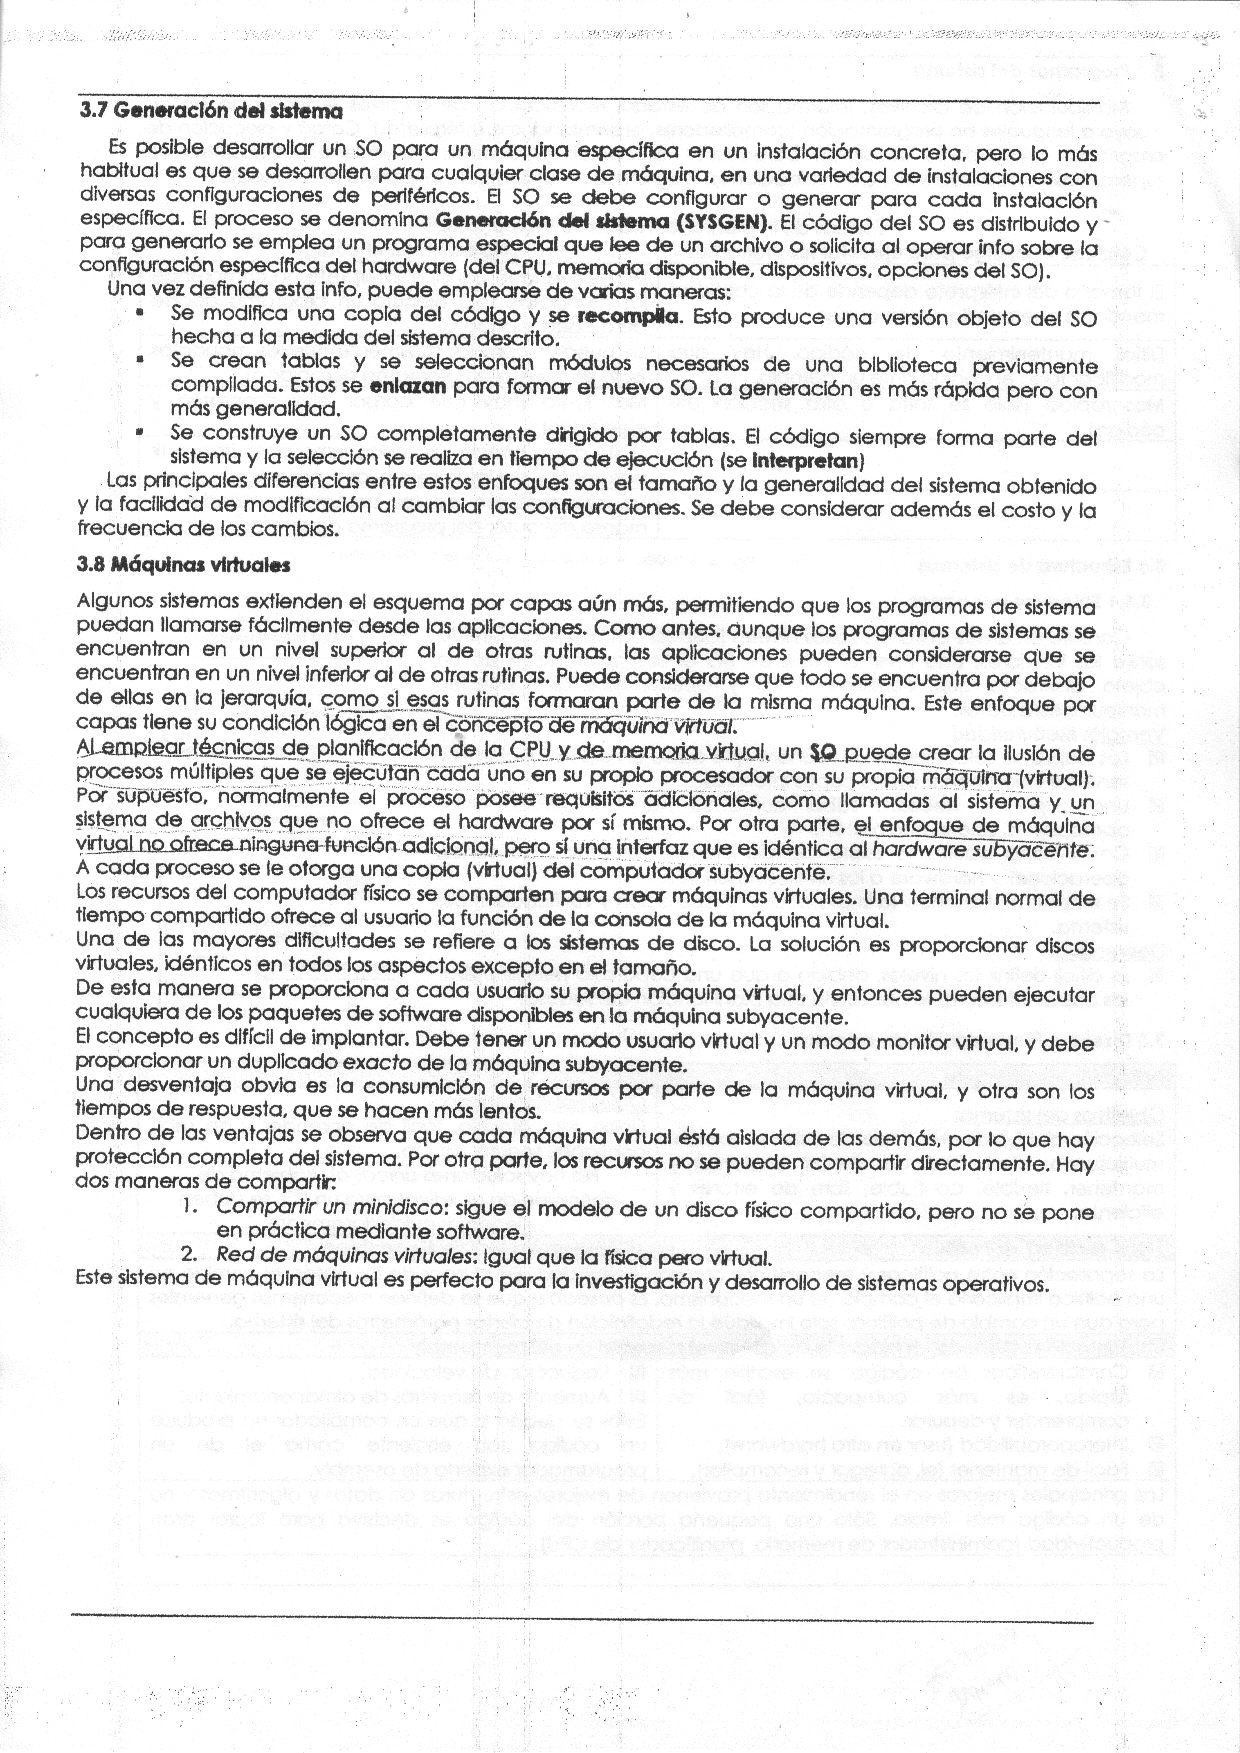 3.7 Generación del sistema
Es posible desarrollar un SO para un máquina específica en un instalación concreta, pero lo más
habitual es que se desarrollen para cualquier clase de máquina, en una variedad de instalaciones con
diversas configuraciones de periféricos. El SO se debe configurar o generar para cada instalación
específica. El proceso se denomina Generación del sistema (SYSGEN). El código del SO es distribuido y
para generarlo se emplea un programa especial que lee de un archivo o solicita al operar info sobre la
configuración específica del hardware (del CPU, memoria disponible, dispositivos, opciones del SO).
Una vez definida esta info, puede emplearse de varias maneras:
▪ Se modifica una copia del código y se recompila. Esto produce una versión objeto del SO
hecha a la medida del sistema descrito.
▪ Se crean tablas y se seleccionan módulos necesarios de una biblioteca previamente
compilada. Estos se enlazan para formar el nuevo SO. La generación es más rápida pero con
más generalidad.
▪ Se construye un SO completamente dirigido por tablas. El código siempre forma parte del
sistema y la selección se realiza en tiempo de ejecución (se interpretan)
Las principales diferencias entre estos enfoques son el tamaño y la generalidad del sistema obtenido
y la facilidad de modificación al cambiar las configuraciones. Se debe considerar además el costo y la
frecuencia de los cambios.
3.8 Máquinas virtuales
Algunos sistemas extienden el esquema por capas aún más, permitiendo que los programas de sistema
puedan llamarse fácilmente desde las aplicaciones. Como antes, aunque los programas de sistemas se
encuentran en un nivel superior al de otras rutinas, las aplicaciones pueden considerarse que se
encuentran en un nivel inferior al de otras rutinas. Puede considerarse que todo se encuentra por debajo
de ellas en la jerarquía, como si esas rutinas formaran parte de la misma máquina. Este enfoque por
capas tiene su condición lógica en el concepto de máquina virtual.
Al emplear técnicas de planificación de la CPU y de memoria virtual, un SO puede crear la ilusión de
procesos múltiples que se ejecutan cada uno en su propio procesador con su propia máquina (virtual).
Por supuesto, normalmente el proceso posee requisitos adicionales, como llamadas al sistema y un
sistema de archivos que no ofrece el hardware por sí mismo. Por otra parte, el enfoque de máquina
virtual no ofrece ninguna función adicional, pero sí una interfaz que es idéntica al hardware subyacente.
A cada proceso se le otorga una copia (virtual) del computador subyacente.
Los recursos del computador físico se comparten para crear máquinas virtuales. Una terminal normal de
tiempo compartido ofrece al usuario la función de la consola de la máquina virtual.
Una de las mayores dificultades se refiere a los sistemas de disco. La solución es proporcionar discos
virtuales, idénticos en todos los aspectos excepto en el tamaño.
De esta manera se proporciona a cada usuario su propia máquina virtual, y entonces pueden ejecutar
cualquiera de los paquetes de software disponibles en la máquina subyacente.
El concepto es difícil de implantar. Debe tener un modo usuario virtual y un modo monitor virtual, y debe
proporcionar un duplicado exacto de la máquina subyacente.
Una desventaja obvia es la consumición de recursos por parte de la máquina virtual, y otra son los
tiempos de respuesta, que se hacen más lentos.
Dentro de las ventajas se observa que cada máquina virtual está aislada de las demás, por lo que hay
protección completa del sistema. Por otra parte, los recursos no se pueden compartir directamente. Hay
dos maneras de compartir:
1. Compartir un minidisco: sigue el modelo de un disco físico compartido, pero no se pone
en práctica mediante software.
2. Red de máquinas virtuales: Igual que la física pero virtual.
Este sistema de máquina virtual es perfecto para la investigación y desarrollo de sistemas operativos.